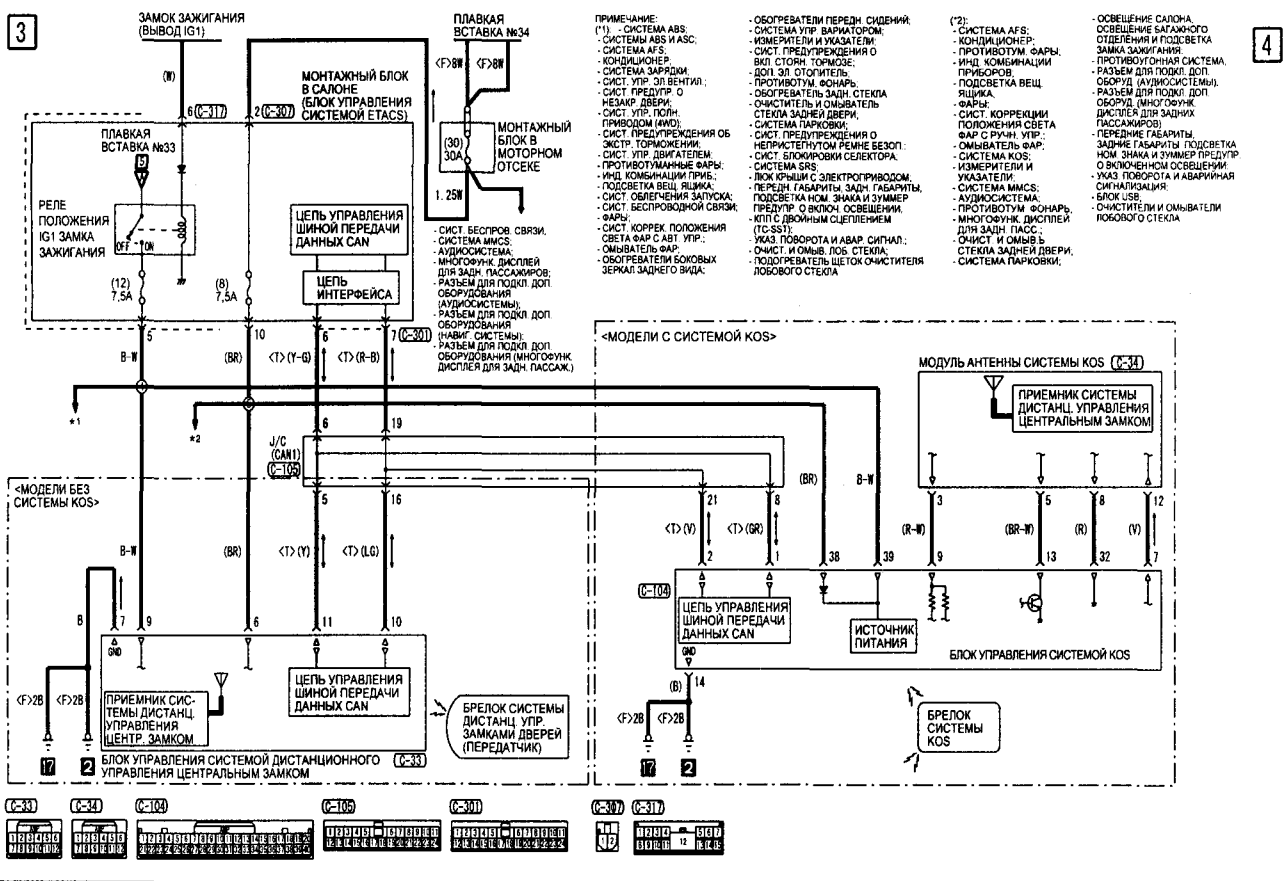 3
ЗАМОК ЗАЖИГАНИЯ
(ВЫВОД IG1)
ПЛАВКАЯ
ВСТАВКА №34
4
(W)
<F>8W
<F>8W
6 (C-317)
2 (C-307)
МОНТАЖНЫЙ БЛОК
В САЛОНЕ
(БЛОК УПРАВЛЕНИЯ
СИСТЕМОЙ ETACS)
ПЛАВКАЯ
ВСТАВКА №33
5
РЕЛЕ
ПОЛОЖЕНИЯ
IG1 ЗАМКА
ЗАЖИГАНИЯ
OFF
ON
(12)
7,5A
(8)
7,5A
ЦЕПЬ УПРАВЛЕНИЯ
ШИНОЙ ПЕРЕДАЧИ
ДАННЫХ CAN
ЦЕПЬ
ИНТЕРФЕЙСА
(30)
30A
МОНТАЖНЫЙ
БЛОК В
МОТОРНОМ
ОТСЕКЕ
1.25W
- СИСТ. БЕСПРОВ. СВЯЗИ,
- СИСТЕМА MMCS;
- АУДИОСИСТЕМА;
- МНОГОФУНК. ДИСПЛЕЙ
ДЛЯ ЗАДН. ПАССАЖИРОВ;
- РАЗЪЕМ ДЛЯ ПОДКЛ. ДОП.
ОБОРУДОВАНИЯ
(АУДИОСИСТЕМЫ);
- РАЗЪЕМ ДЛЯ ПОДКЛ. ДОП.
ОБОРУДОВАНИЯ
(НАВИГ. СИСТЕМЫ);
- РАЗЪЕМ ДЛЯ ПОДКЛ. ДОП.
ОБОРУДОВАНИЯ (МНОГОФУНК.
ДИСПЛЕЯ ДЛЯ ЗАДН. ПАССАЖ.)
ПРИМЕЧАНИЕ:
(*1): - СИСТЕМА ABS;
- СИСТЕМЫ ABS И ASC;
- СИСТЕМА AFS;
- КОНДИЦИОНЕР;
- СИСТЕМА ЗАРЯДКИ;
- СИСТ. УПР. ЭЛ.ВЕНТИЛ.;
- СИСТ. ПРЕДУПР. О
НЕЗАКР. ДВЕРИ;
- СИСТ. УПР. ПОЛН.
ПРИВОДОМ (4WD);
- СИСТ. ПРЕДУПРЕЖДЕНИЯ ОБ
ЭКСТР. ТОРМОЖЕНИИ;
- СИСТ. УПР. ДВИГАТЕЛЕМ;
- ПРОТИВОТУМАННЫЕ ФАРЫ;
- ИНД. КОМБИНАЦИИ ПРИБ.;
- ПОДСВЕТКА ВЕЩ. ЯЩИКА;
- СИСТ. ОБЛЕГЧЕНИЯ ЗАПУСКА;
- СИСТ. БЕСПРОВОДНОЙ СВЯЗИ;
- ФАРЫ;
- СИСТ. КОРРЕК. ПОЛОЖЕНИЯ
СВЕТА ФАР С АВТ. УПР.;
- ОМЫВАТЕЛЬ ФАР;
- ОБОГРЕВАТЕЛИ БОКОВЫХ
ЗЕРКАЛ ЗАДНЕГО ВИДА;
- ОБОГРЕВАТЕЛИ ПЕРЕДН. СИДЕНИЙ;
- СИСТЕМА УПР. ВАРИАТОРОМ;
- ИЗМЕРИТЕЛИ И УКАЗАТЕЛИ;
- СИСТ. ПРЕДУПРЕЖДЕНИЯ О
ВКЛ. СТОЯН. ТОРМОЗЕ;
- ДОП. ЭЛ. ОТОПИТЕЛЬ;
- ПРОТИВОТУМ. ФОНАРЬ;
- ОБОГРЕВАТЕЛЬ ЗАДН. СТЕКЛА
- ОЧИСТИТЕЛЬ И ОМЫВАТЕЛЬ
СТЕКЛА ЗАДНЕЙ ДВЕРИ;
- СИСТЕМА ПАРКОВКИ;
- СИСТ. ПРЕДУПРЕЖДЕНИЯ О
НЕПРИСТЕГНУТОМ РЕМНЕ БЕЗОП.:
- СИСТ. БЛОКИРОВКИ СЕЛЕКТОРА;
- СИСТЕМА SRS;
- ЛЮК КРЫШИ С ЭЛЕКТРОПРИВОДОМ,
- ПЕРЕДН. ГАБАРИТЫ, ЗАДН. ГАБАРИТЫ,
ПОДСВЕТКА НОМ. ЗНАКА И ЗУММЕР
ПРЕДУПР. О ВКЛЮЧ. ОСВЕЩЕНИИ,
- КПП С ДВОЙНЫМ СЦЕПЛЕНИЕМ
(TC-SST);
- УКАЗ. ПОВОРОТА И АВАР. СИГНАЛ.;
- ОЧИСТ. И ОМЫВ. ЛОБ. СТЕКЛА;
- ПОДОГРЕВАТЕЛЬ ЩЕТОК ОЧИСТИТЕЛЯ
ЛОБОВОГО СТЕКЛА
(*2):
- СИСТЕМА AFS;
- КОНДИЦИОНЕР;
- ПРОТИВОТУМ. ФАРЫ;
- ИНД. КОМБИНАЦИИ
ПРИБОРОВ;
- ПОДСВЕТКА ВЕЩ.
ЯЩИКА,
- ФАРЫ;
- СИСТ. КОРРЕКЦИИ
ПОЛОЖЕНИЯ СВЕТА
ФАР С РУЧН. УПР.;
- ОМЫВАТЕЛЬ ФАР;
- СИСТЕМА KOS;
- ИЗМЕРИТЕЛИ И
УКАЗАТЕЛИ;
- СИСТЕМА MMCS;
- АУДИОСИСТЕМА;
- ПРОТИВОТУМ. ФОНАРЬ,
- МНОГОФУНК. ДИСПЛЕЙ
ДЛЯ ЗАДН. ПАСС.;
- ОЧИСТ. И ОМЫВ.Ь
СТЕКЛА ЗАДНЕЙ ДВЕРИ;
- СИСТЕМА ПАРКОВКИ;
- ОСВЕЩЕНИЕ САЛОНА,
ОСВЕЩЕНИЕ БАГАЖНОГО
ОТДЕЛЕНИЯ И ПОДСВЕТКА
ЗАМКА ЗАЖИГАНИЯ;
- ПРОТИВОУГОННАЯ СИСТЕМА,
- РАЗЪЕМ ДЛЯ ПОДКЛ. ДОП.
ОБОРУД. (АУДИОСИСТЕМЫ);
- РАЗЪЕМ ДЛЯ ПОДКЛ. ДОП.
ОБОРУД. (МНОГОФУНК.
ДИСПЛЕЯ ДЛЯ ЗАДНИХ
ПАССАЖИРОВ)
- ПЕРЕДНИЕ ГАБАРИТЫ,
ЗАДНИЕ ГАБАРИТЫ ПОДСВЕТКА
НОМ. ЗНАКА И ЗУММЕР ПРЕДУПР.
О ВКЛЮЧЕННОМ ОСВЕЩЕНИИ;
- УКАЗ. ПОВОРОТА И АВАРИЙНАЯ
СИГНАЛИЗАЦИЯ;
- БЛОК USB;
- ОЧИСТИТЕЛИ И ОМЫВАТЕЛИ
ЛОБОВОГО СТЕКЛА
5
10
6
7 (C-301)
B-W
(BR)
<T>(Y-G)
<T>(R-B)
*1
*2
6
19
J/C
(CAN1)
(C-105)
5
16
21
8
<МОДЕЛИ БЕЗ
СИСТЕМЫ KOS>
B-W
(BR)
<T>(Y)
<T>(LG)
B
7
9
6
11
10
GND
<F>2B
<F>2B
17
2
ПРИЕМНИК СИС-
ТЕМЫ ДИСТАНЦ.
УПРАВЛЕНИЯ
ЦЕНТР. ЗАМКОМ
ЦЕПЬ УПРАВЛЕНИЯ
ШИНОЙ ПЕРЕДАЧИ
ДАННЫХ CAN
БРЕЛОК СИСТЕМЫ
ДИСТАНЦ. УПР.
ЗАМКАМИ ДВЕРЕЙ
(ПЕРЕДАТЧИК)
БЛОК УПРАВЛЕНИЯ СИСТЕМОЙ ДИСТАНЦИОННОГО
УПРАВЛЕНИЯ ЦЕНТРАЛЬНЫМ ЗАМКОМ
(C-33)
<МОДЕЛИ С СИСТЕМОЙ KOS>
МОДУЛЬ АНТЕННЫ СИСТЕМЫ KOS (C-34)
ПРИЕМНИК СИСТЕМЫ
ДИСТАНЦ. УПРАВЛЕНИЯ
ЦЕНТРАЛЬНЫМ ЗАМКОМ
3
5
8
12
<T>(V)
<T>(GR)
(BR)
B-W
(R-W)
(BR-W)
(R)
(V)
2
1
38
39
9
13
32
7
(C-104)
ЦЕПЬ УПРАВЛЕНИЯ
ШИНОЙ ПЕРЕДАЧИ
ДАННЫХ CAN
ИСТОЧНИК
ПИТАНИЯ
БЛОК УПРАВЛЕНИЯ СИСТЕМОЙ KOS
GND
(B)
14
<F>2B
<F>2B
17
2
БРЕЛОК
СИСТЕМЫ
KOS
(C-33) (C-34) (C-104) (C-105) (C-301) (C-307) (C-317)